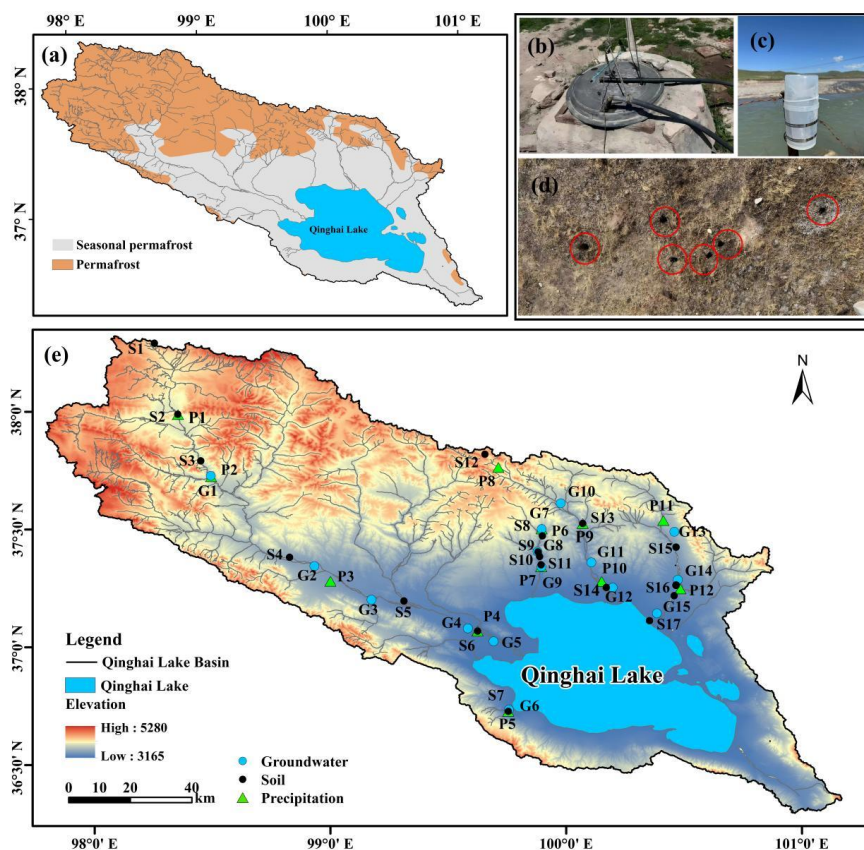 98° E
99° E
100° E
101° E
(a)
38° N
37° N
Qinghai Lake
Seasonal permafrost
Permafrost
(b)
(c)
(d)
(e)
N
38°0' N
37°30' N
37°0' N
36°30' N
S1
S2
P1
S3
P2
G1
S12
P8
G10
G7
S8
P6
G8
S9
S10
S11
P7
G9
S13
P9
P11
G13
S15
G11
P10
S14
G12
G14
S16
P12
G15
S17
S4
G2
P3
G3
S5
G4
P4
S6
G5
S7
G6
P5
Qinghai Lake
Legend
Qinghai Lake Basin
Qinghai Lake
Elevation
High : 5280
Low : 3165
0 10 20 40
km
Groundwater
Soil
Precipitation
98°0' E
99°0' E
100°0' E
101°0' E